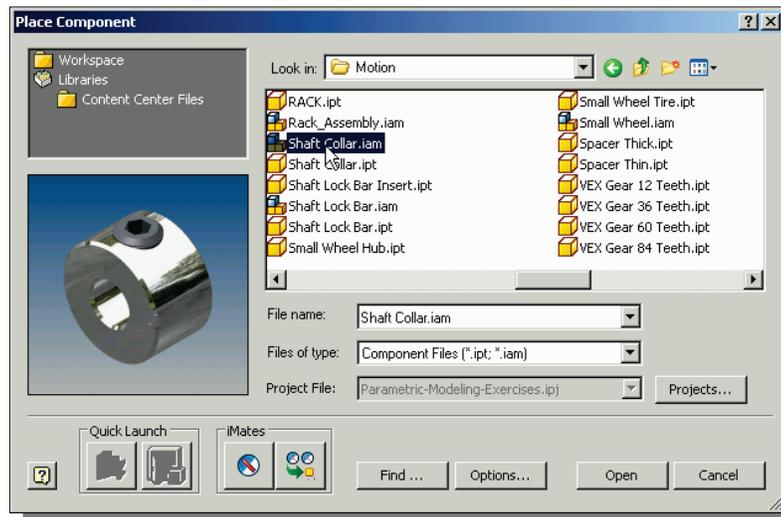 Place Component
Workspace
Libraries
Content Center Files
Look in: Motion
RACK.ipt
Rack_Assembly.iam
Shaft Collar.iam
Shaft Collar.ipt
Shaft Lock Bar Insert.ipt
Shaft Lock Bar.iam
Shaft Lock Bar.ipt
Small Wheel Hub.ipt
Small Wheel Tire.ipt
Small Wheel.iam
Spacer Thick.ipt
Spacer Thin.ipt
VEX Gear 12 Teeth.ipt
VEX Gear 36 Teeth.ipt
VEX Gear 60 Teeth.ipt
VEX Gear 84 Teeth.ipt
File name: Shaft Collar.iam
Files of type: Component Files (*.ipt; *.iam)
Project File: Parametric-Modeling-Exercises.ipj Projects...
Quick Launch iMates
Find ... Options... Open Cancel